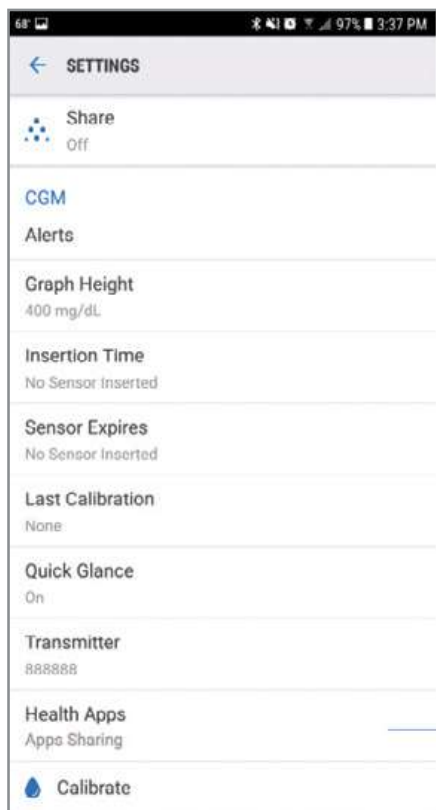 68° 97% 3:37 PM
SETTINGS
Share
Off
CGM
Alerts
Graph Height
400 mg/dL
Insertion Time
No Sensor Inserted
Sensor Expires
No Sensor Inserted
Last Calibration
None
Quick Glance
On
Transmitter
888888
Health Apps
Apps Sharing
Calibrate